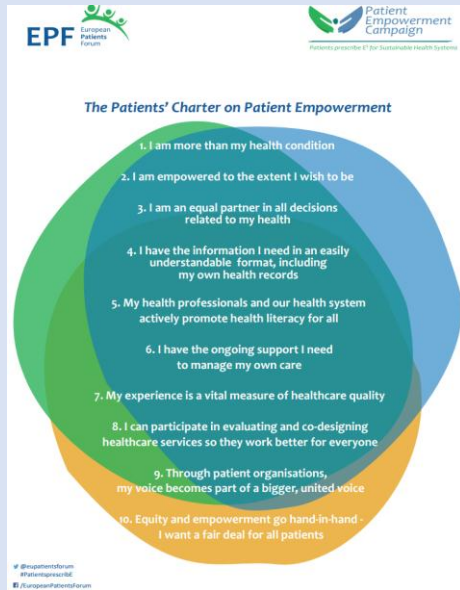 EPF
European
Patients
Forum
Patient
Empowerment
Campaign
Patients prescribe E⁵ for Sustainable Health Systems
The Patients' Charter on Patient Empowerment
1. I am more than my health condition
2. I am empowered to the extent I wish to be
3. I am an equal partner in all decisions
related to my health
4. I have the information I need in an easily
understandable format, including
my own health records
5. My health professionals and our health system
actively promote health literacy for all
6. I have the ongoing support I need
to manage my own care
7. My experience is a vital measure of healthcare quality
8. I can participate in evaluating and co-designing
healthcare services so they work better for everyone
9. Through patient organisations,
my voice becomes part of a bigger, united voice
10. Equity and empowerment go hand-in-hand -
I want a fair deal for all patients
@eupatientsforum
#PatientsprescribE
/EuropeanPatientsForum